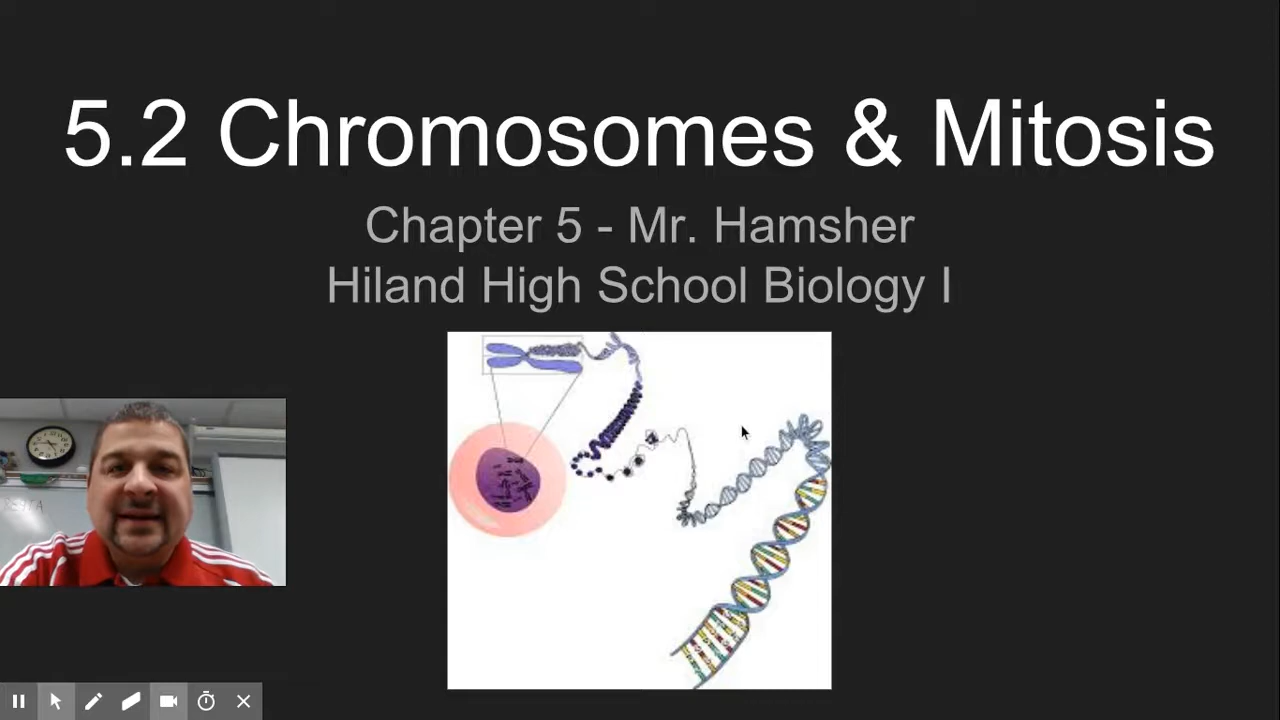 5.2 Chromosomes & Mitosis
Chapter 5 - Mr. Hamsher
Hiland High School Biology I